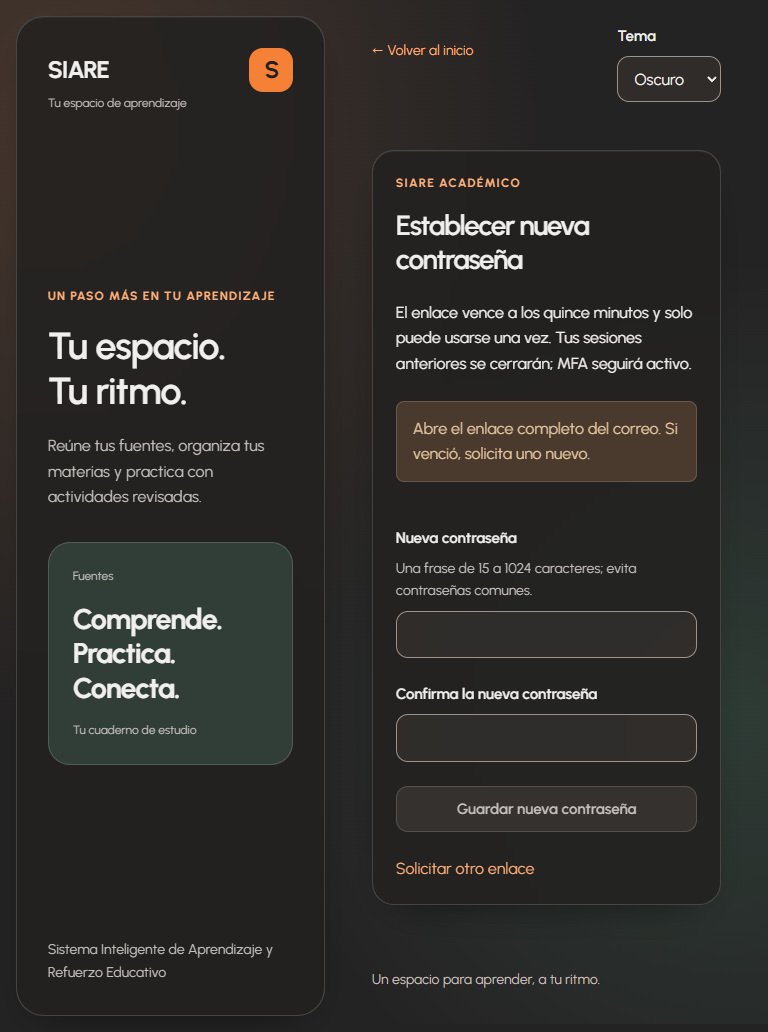 SIARE
S
Tu espacio de aprendizaje
UN PASO MÁS EN TU APRENDIZAJE
Tu espacio.
Tu ritmo.
Reúne tus fuentes, organiza tus
materias y practica con
actividades revisadas.
Fuentes
Comprende.
Practica.
Conecta.
Tu cuaderno de estudio
Sistema Inteligente de Aprendizaje y
Refuerzo Educativo
← Volver al inicio
Tema
Oscuro
SIARE ACADÉMICO
Establecer nueva
contraseña
El enlace vence a los quince minutos y solo
puede usarse una vez. Tus sesiones
anteriores se cerrarán; MFA seguirá activo.
Abre el enlace completo del correo. Si
venció, solicita uno nuevo.
Nueva contraseña
Una frase de 15 a 1024 caracteres; evita
contraseñas comunes.
Confirma la nueva contraseña
Guardar nueva contraseña
Solicitar otro enlace
Un espacio para aprender, a tu ritmo.